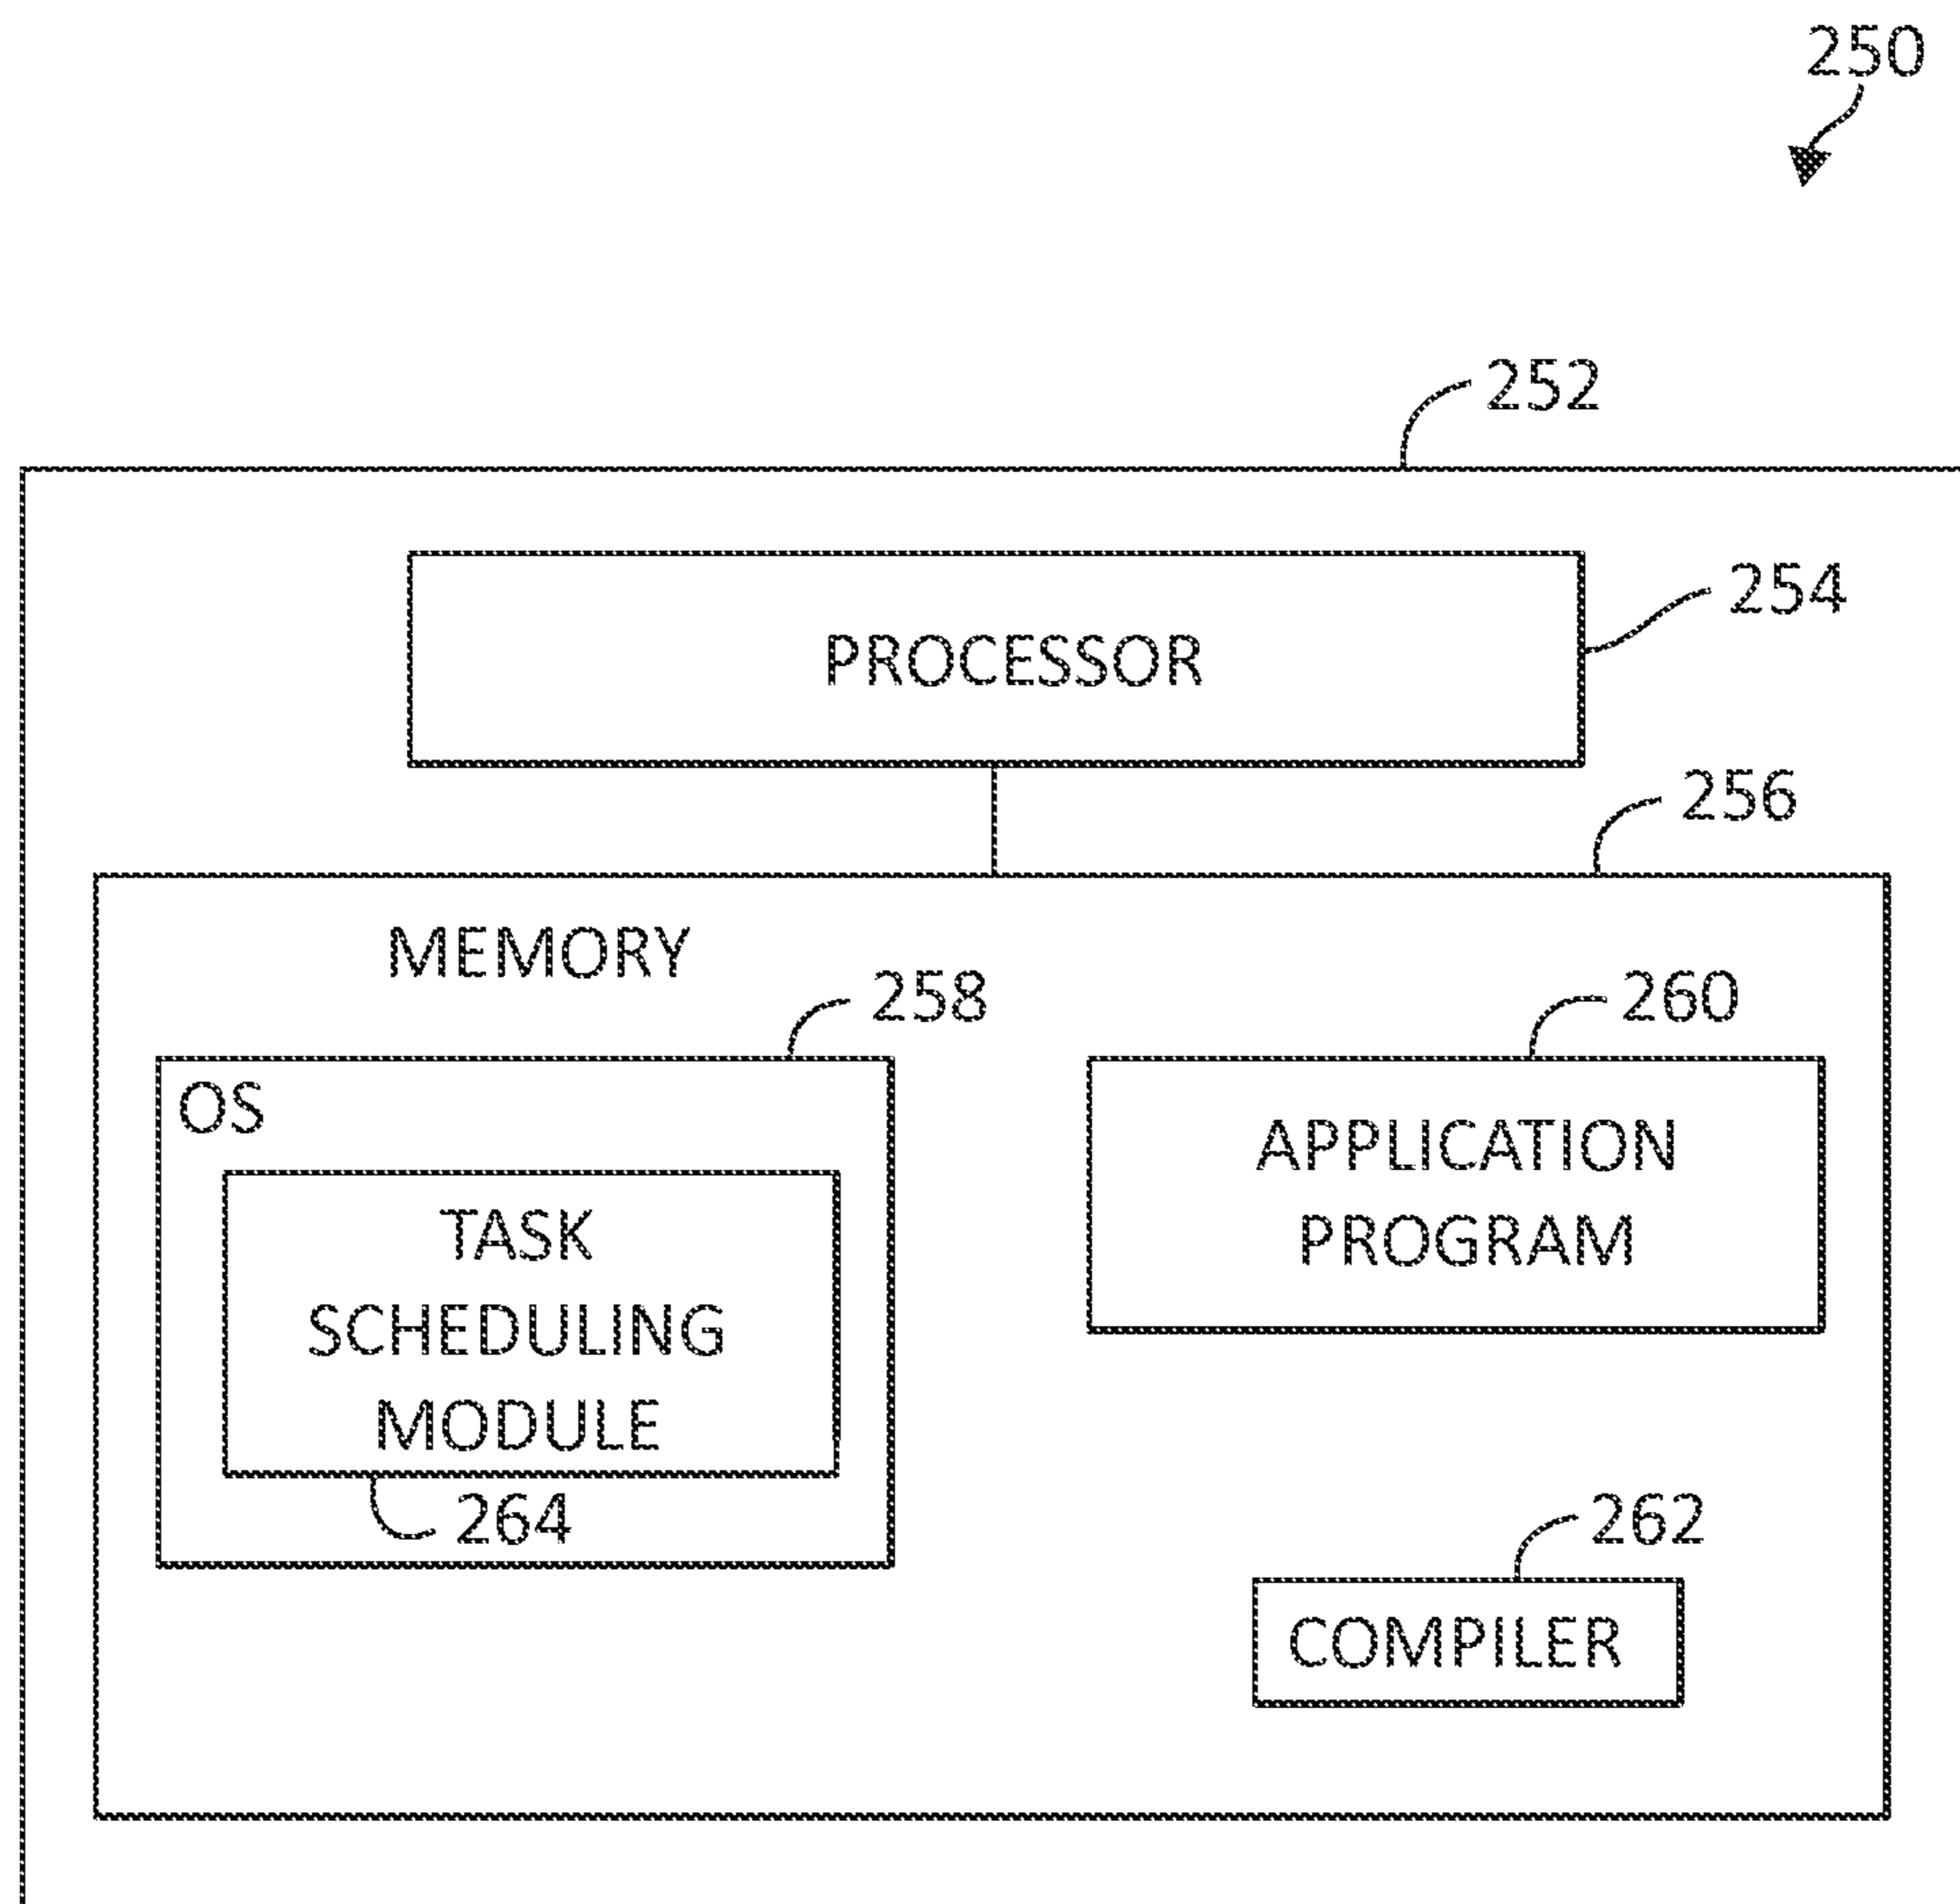 250
252
PROCESSOR
254
256
MEMORY
258
260
OS
APPLICATION
PROGRAM
TASK
SCHEDULING
MODULE
264
262
COMPILER